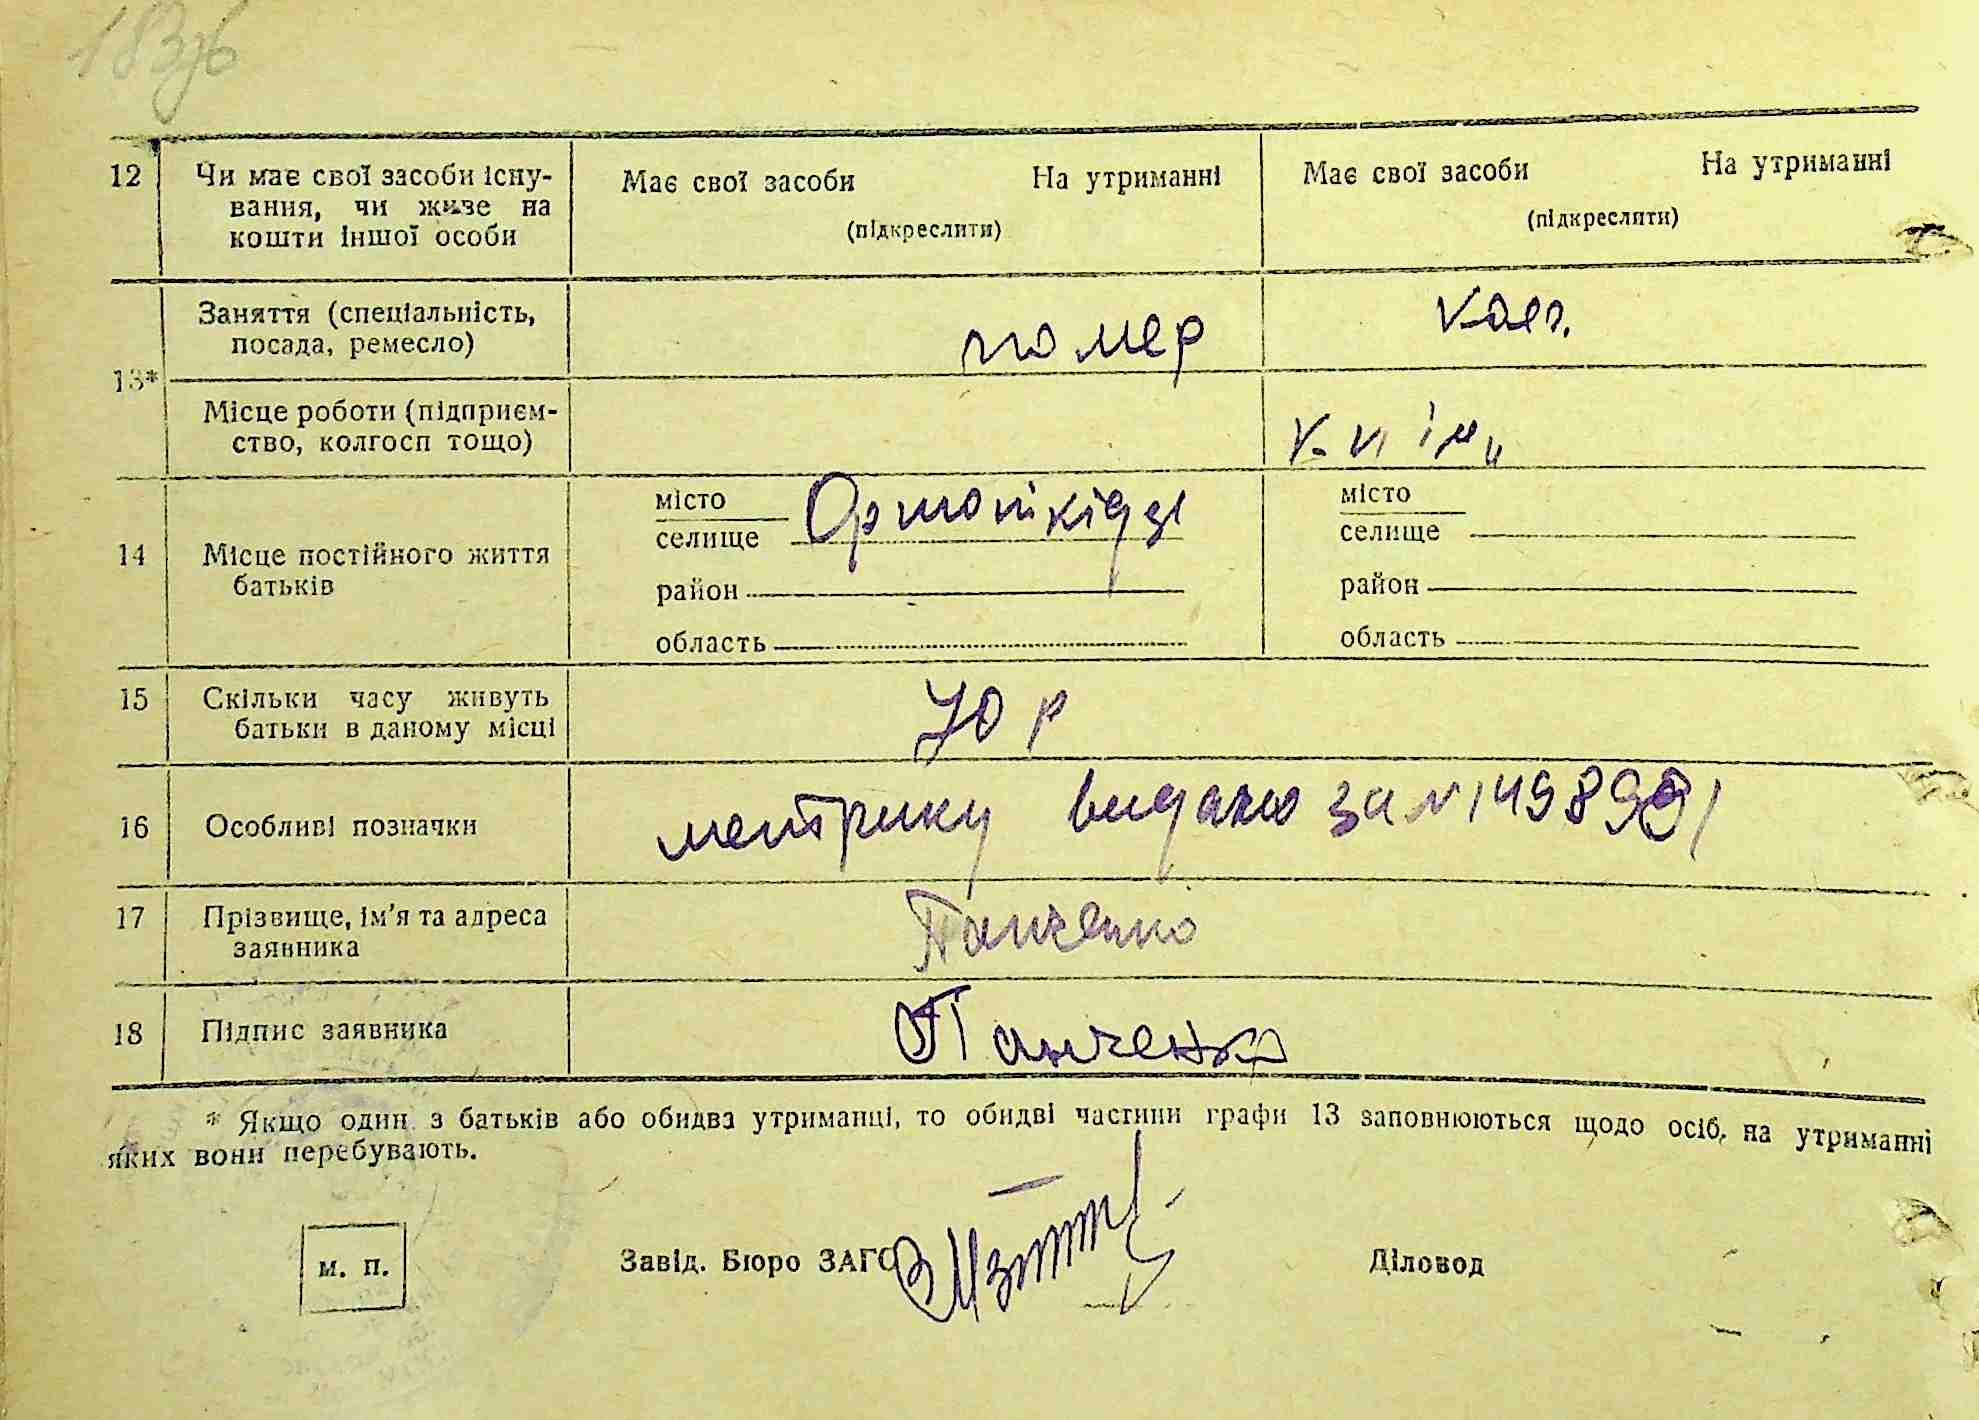 12
Чи має свої засоби існу-
вання, чи живе на
кошти іншої особи
Має свої засоби На утриманні
(підкреслити)
Має свої засоби На утриманні
(підкреслити)
13*
Заняття (спеціальність,
посада, ремесло)
помер
Місце роботи (підприєм-
ство, колгосп тощо)
14
Місце постійного життя
батьків
місто
селище
район
область
місто
селище
район
область
15
Скільки часу живуть
батьки в даному місці
р
16
Особливі позначки
метрику видано за №
17
Прізвище, ім'я та адреса
заявника
Панченко
18
Підпис заявника
Панченко
* Якщо один з батьків або обидва утриманці, то обидві частини графи 13 заповнюються щодо осіб, на утриманні
яких вони перебувають.
м. п.
Завід. Бюро ЗАГС
Діловод